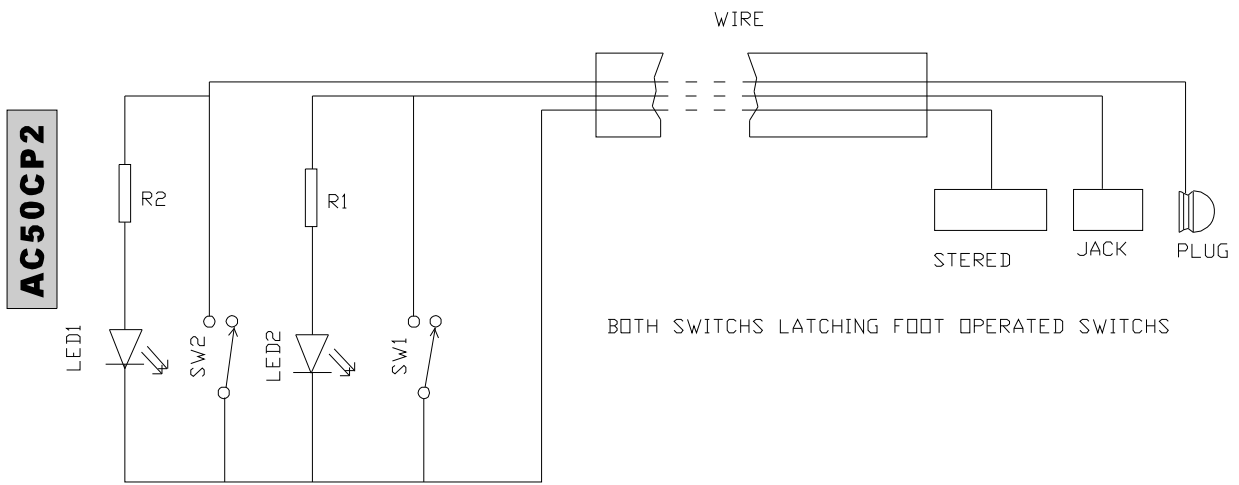 WIRE
AC50CP2
R2
R1
STERED
JACK
PLUG
LED1
SW2
LED2
SW1
BOTH SWITCHS LATCHING FOOT OPERATED SWITCHS